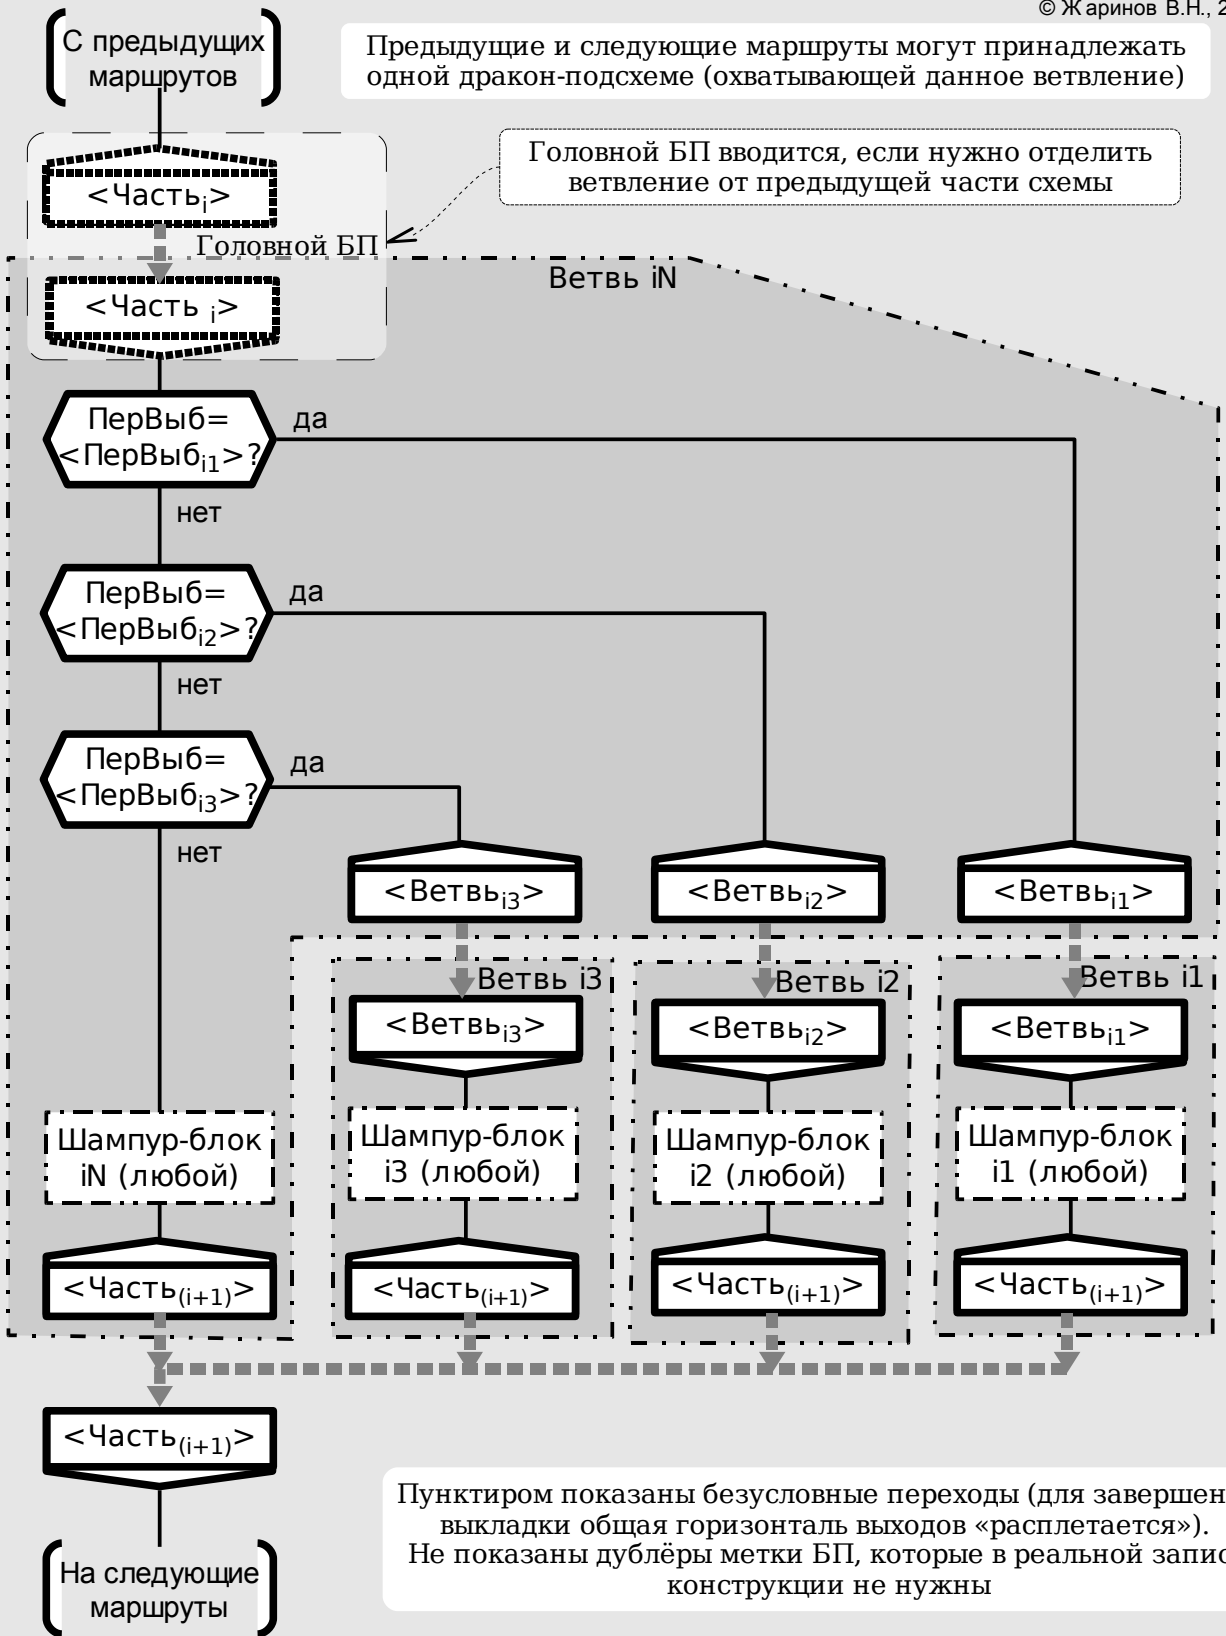 © Жаринов В.Н., 2
С предыдущих
маршрутов
Предыдущие и следующие маршруты могут принадлежать
одной дракон-подсхеме (охватывающей данное ветвление)
Головной БП вводится, если нужно отделить
ветвление от предыдущей части схемы
<Частьi>
Головной БП
Ветвь iN
<Часть i>
ПерВыб=
<ПерВыбi1>?
да
нет
ПерВыб=
<ПерВыбi2>?
да
нет
ПерВыб=
<ПерВыбi3>?
да
нет
<Ветвьi3>
<Ветвьi2>
<Ветвьi1>
Ветвь i3
Ветвь i2
Ветвь i1
<Ветвьi3>
<Ветвьi2>
<Ветвьi1>
Шампур-блок
iN (любой)
Шампур-блок
i3 (любой)
Шампур-блок
i2 (любой)
Шампур-блок
i1 (любой)
<Часть(i+1)>
<Часть(i+1)>
<Часть(i+1)>
<Часть(i+1)>
<Часть(i+1)>
Пунктиром показаны безусловные переходы (для завершен
выкладки общая горизонталь выходов «расплетается»).
Не показаны дублёры метки БП, которые в реальной запис
конструкции не нужны
На следующие
маршруты